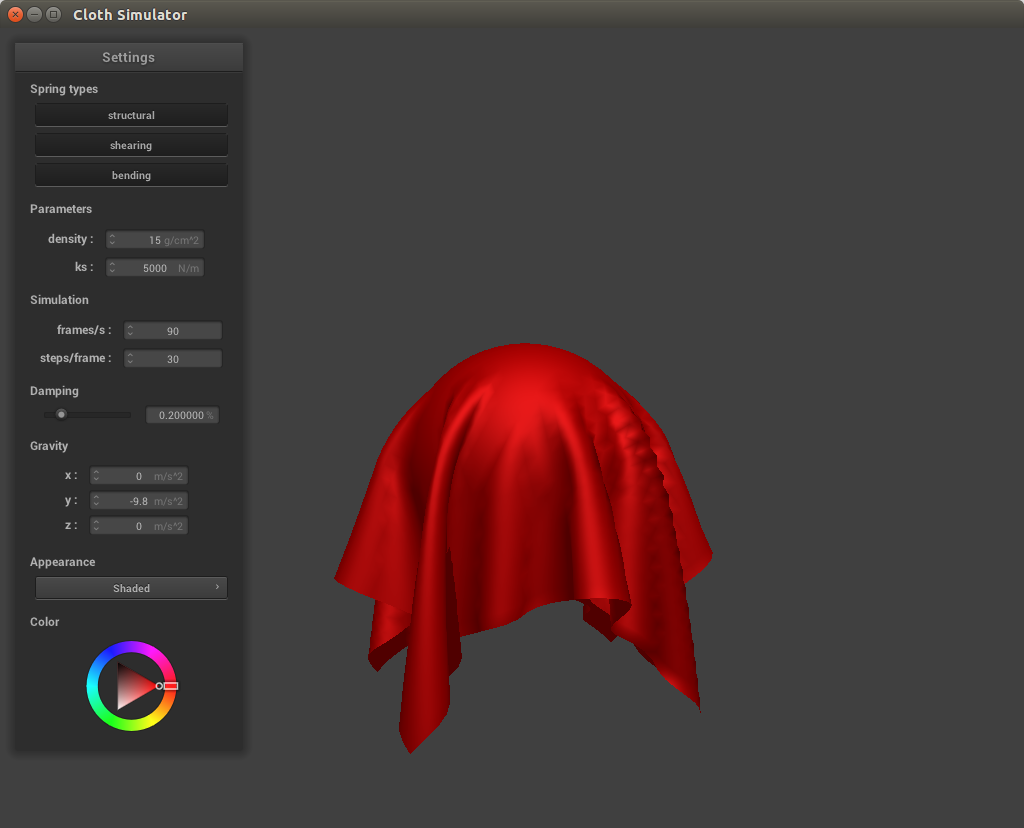 Cloth Simulator
Settings
Spring types
structural
shearing
bending
Parameters
density : 15 g/cm^2
ks : 5000 N/m
Simulation
frames/s : 90
steps/frame : 30
Damping
0.200000 %
Gravity
x : 0 m/s^2
y : -9.8 m/s^2
z : 0 m/s^2
Appearance
Shaded
Color